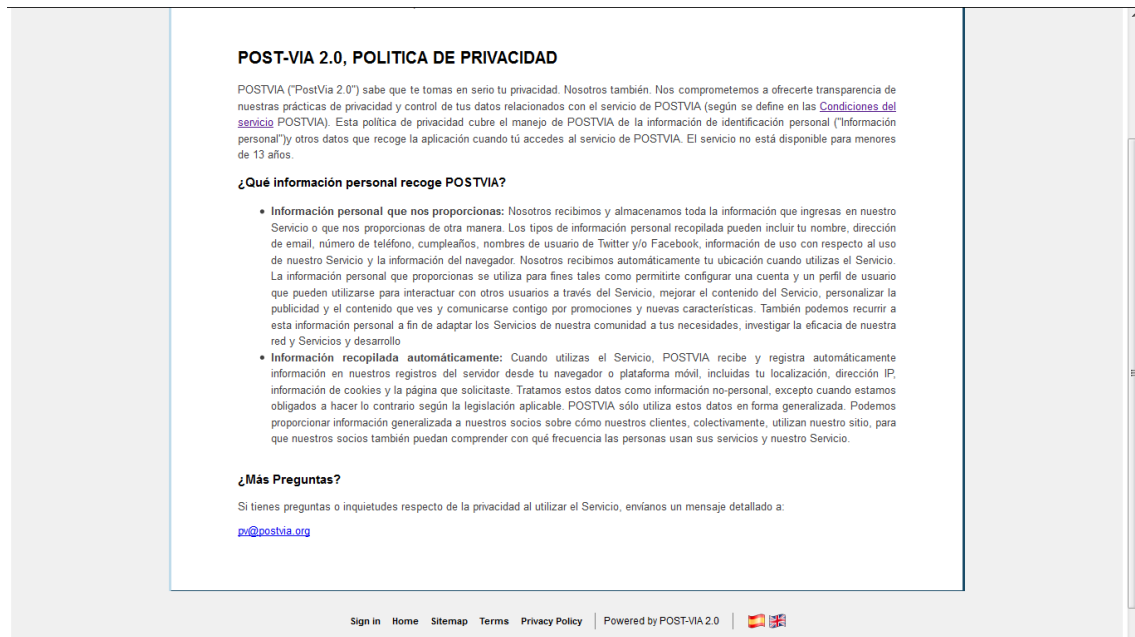 POST-VIA 2.0, POLITICA DE PRIVACIDAD
POSTVIA ("PostVia 2.0") sabe que te tomas en serio tu privacidad. Nosotros también. Nos comprometemos a ofrecerte transparencia de
nuestras prácticas de privacidad y control de tus datos relacionados con el servicio de POSTVIA (según se define en las Condiciones del
servicio POSTVIA). Esta política de privacidad cubre el manejo de POSTVIA de la información de identificación personal ("Información
personal")y otros datos que recoge la aplicación cuando tú accedes al servicio de POSTVIA. El servicio no está disponible para menores
de 13 años.
¿Qué información personal recoge POSTVIA?
• Información personal que nos proporcionas: Nosotros recibimos y almacenamos toda la información que ingresas en nuestro
Servicio o que nos proporcionas de otra manera. Los tipos de información personal recopilada pueden incluir tu nombre, dirección
de email, número de teléfono, cumpleaños, nombres de usuario de Twitter y/o Facebook, información de uso con respecto al uso
de nuestro Servicio y la información del navegador. Nosotros recibimos automáticamente tu ubicación cuando utilizas el Servicio.
La información personal que proporcionas se utiliza para fines tales como permitirte configurar una cuenta y un perfil de usuario
que pueden utilizarse para interactuar con otros usuarios a través del Servicio, mejorar el contenido del Servicio, personalizar la
publicidad y el contenido que ves y comunicarse contigo por promociones y nuevas características. También podemos recurrir a
esta información personal a fin de adaptar los Servicios de nuestra comunidad a tus necesidades, investigar la eficacia de nuestra
red y Servicios y desarrollo
• Información recopilada automáticamente: Cuando utilizas el Servicio, POSTVIA recibe y registra automáticamente
información en nuestros registros del servidor desde tu navegador o plataforma móvil, incluidas tu localización, dirección IP,
información de cookies y la página que solicitaste. Tratamos estos datos como información no-personal, excepto cuando estamos
obligados a hacer lo contrario según la legislación aplicable. POSTVIA sólo utiliza estos datos en forma generalizada. Podemos
proporcionar información generalizada a nuestros socios sobre cómo nuestros clientes, colectivamente, utilizan nuestro sitio, para
que nuestros socios también puedan comprender con qué frecuencia las personas usan sus servicios y nuestro Servicio.
¿Más Preguntas?
Si tienes preguntas o inquietudes respecto de la privacidad al utilizar el Servicio, envíanos un mensaje detallado a:
pv@postvia.org
Sign in Home Sitemap Terms Privacy Policy Powered by POST-VIA 2.0